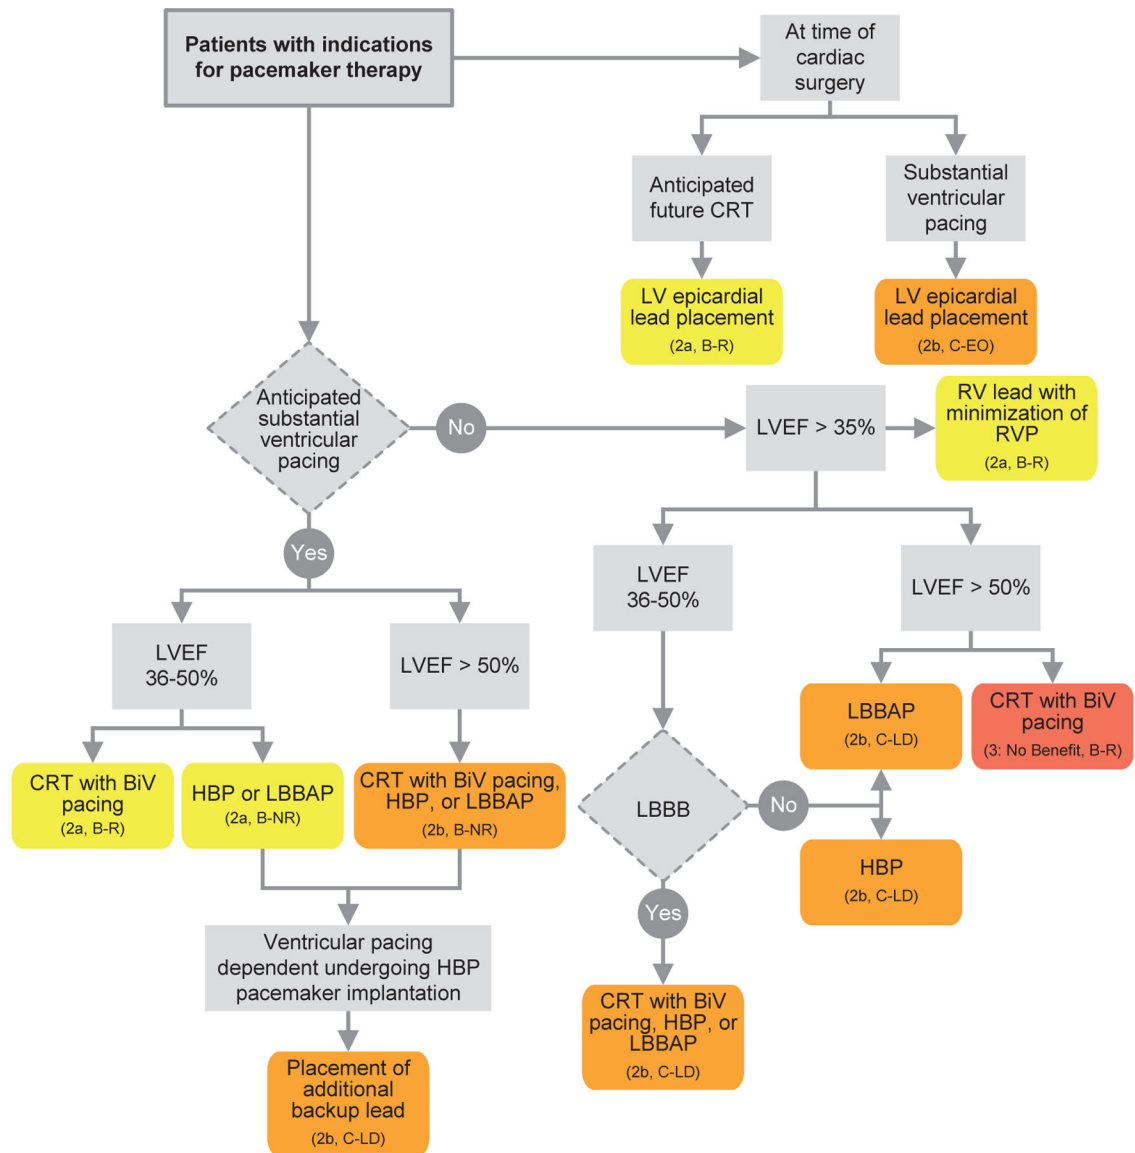 Patients with indications
for pacemaker therapy
At time of
cardiac
surgery
Anticipated
future CRT
Substantial
ventricular
pacing
LV epicardial
lead placement
(2a, B-R)
LV epicardial
lead placement
(2b, C-EO)
Anticipated
substantial
ventricular
pacing
No
LVEF > 35%
RV lead with
minimization of
RVP
(2a, B-R)
Yes
LVEF
36-50%
LVEF > 50%
CRT with BiV
pacing
(2a, B-R)
HBP or LBBAP
(2a, B-NR)
CRT with BiV pacing,
HBP, or LBBAP
(2b, B-NR)
Ventricular pacing
dependent undergoing HBP
pacemaker implantation
Placement of
additional
backup lead
(2b, C-LD)
LVEF
36-50%
LVEF > 50%
LBBAP
(2b, C-LD)
CRT with BiV
pacing
(3: No Benefit, B-R)
LBBB
No
HBP
(2b, C-LD)
Yes
CRT with BiV
pacing, HBP, or
LBBAP
(2b, C-LD)